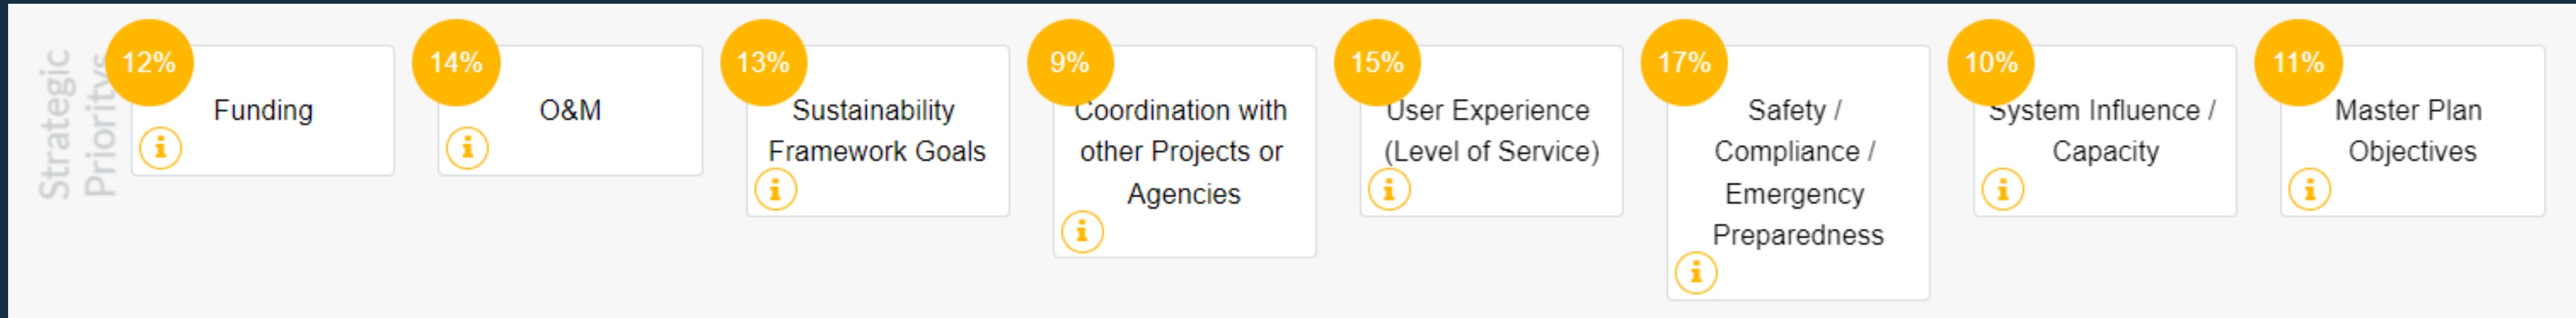 Strategic
Prioritys
12%
Funding
i
14%
O&M
i
13%
Sustainability
Framework Goals
i
9%
Coordination with
other Projects or
Agencies
i
15%
User Experience
(Level of Service)
i
17%
Safety /
Compliance /
Emergency
Preparedness
i
10%
System Influence /
Capacity
i
11%
Master Plan
Objectives
i